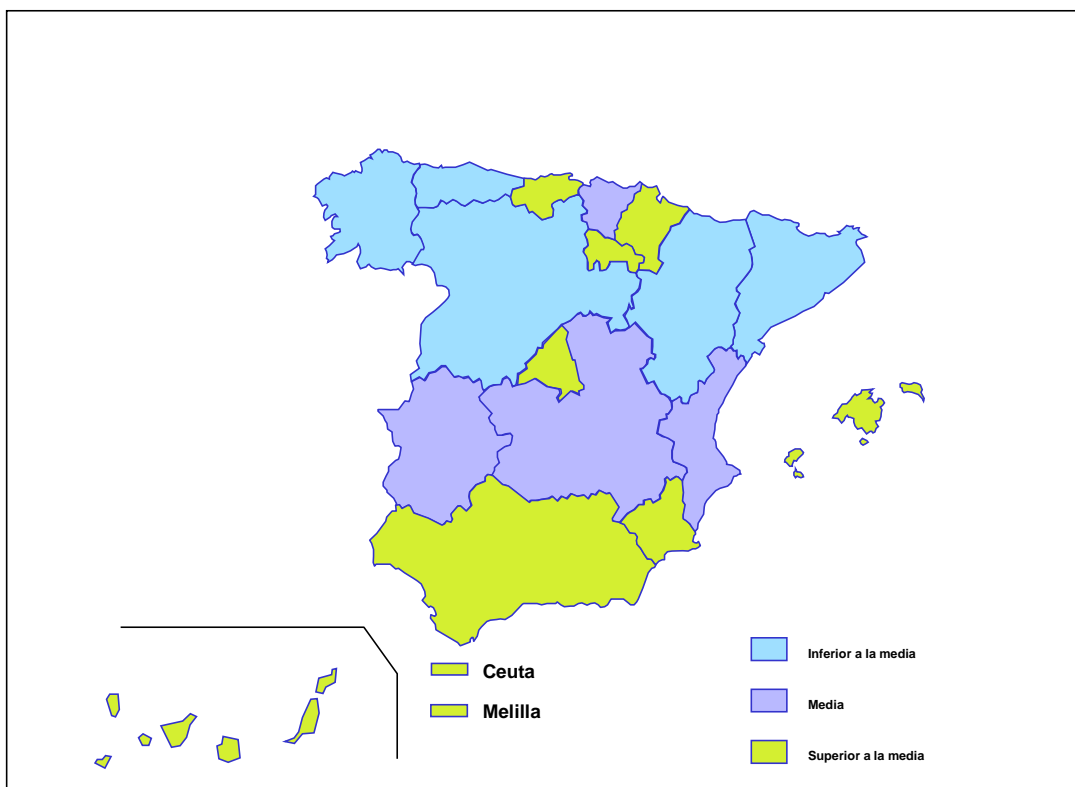 Ceuta
Melilla
Inferior a la media
Media
Superior a la media